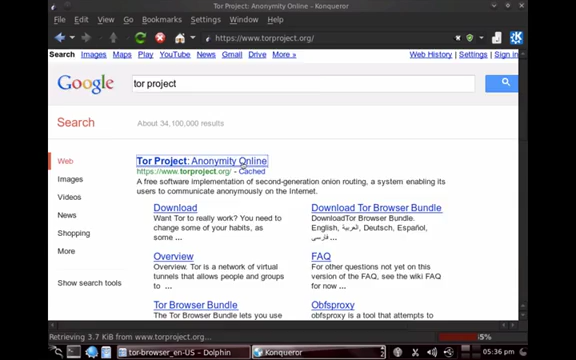 Tor Project: Anonymity Online - Konqueror
File Edit View Go Bookmarks Settings Window Help
https://www.torproject.org/
Search Images Maps Play YouTube News Gmail Drive More » Web History | Settings | Sign in
Google tor project
Search About 34,100,000 results
Web Tor Project: Anonymity Online
https://www.torproject.org/ - Cached
A free software implementation of second-generation onion routing, a system enabling its
users to communicate anonymously on the Internet.
Images
Videos
News
Shopping
More
Show search tools
Download
Want Tor to really work? You need to
change some of your habits, as
some ...
Download Tor Browser Bundle
DownloadTor Browser Bundle.
English, العربية, Deutsch, Español,
فارسی ...
Overview
Overview. Tor is a network of virtual
tunnels that allows people and groups
to ...
FAQ
For other questions not yet on this
version of the FAQ, see the wiki FAQ
for now ...
Tor Browser Bundle
The Tor Browser Bundle lets you use
Obfsproxy
obfsproxy is a tool that attempts to
Retrieving 3.7 KiB from www.torproject.org...
tor-browser_en-US – Dolphin Konqueror 2 05:36 pm